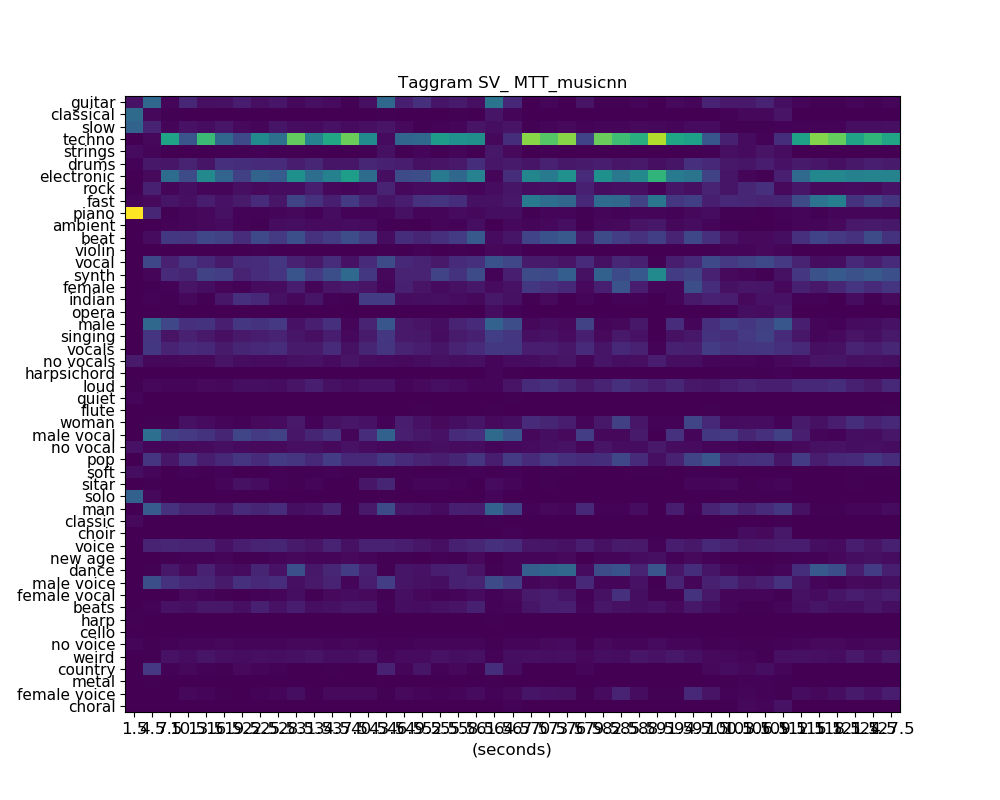 Taggram SV_ MTT_musicnn
guitar
classical
slow
techno
strings
drums
electronic
rock
fast
piano
ambient
beat
violin
vocal
synth
female
indian
opera
male
singing
vocals
no vocals
harpsichord
loud
quiet
flute
woman
male vocal
no vocal
pop
soft
sitar
solo
man
classic
choir
voice
new age
dance
male voice
female vocal
beats
harp
cello
no voice
weird
country
metal
female voice
choral
(seconds)